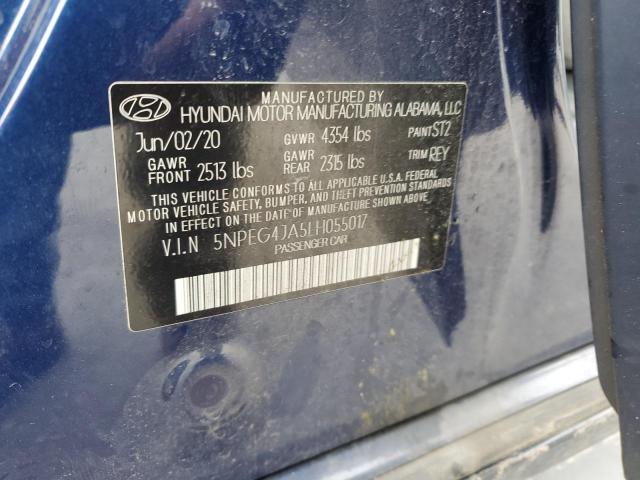 MANUFACTURED BY
HYUNDAI MOTOR MANUFACTURING ALABAMA, LLC
Jun/02/20 GVWR 4354 lbs PAINT ST2
GAWR FRONT 2513 lbs GAWR REAR 2315 lbs TRIM REY
THIS VEHICLE CONFORMS TO ALL APPLICABLE U.S.A. FEDERAL
MOTOR VEHICLE SAFETY, BUMPER, AND THEFT PREVENTION STANDARDS
IN EFFECT ON THE DATE OF MANUFACTURE SHOWN ABOVE.
V.I.N 5NPEG4JA5LH055017
PASSENGER CAR